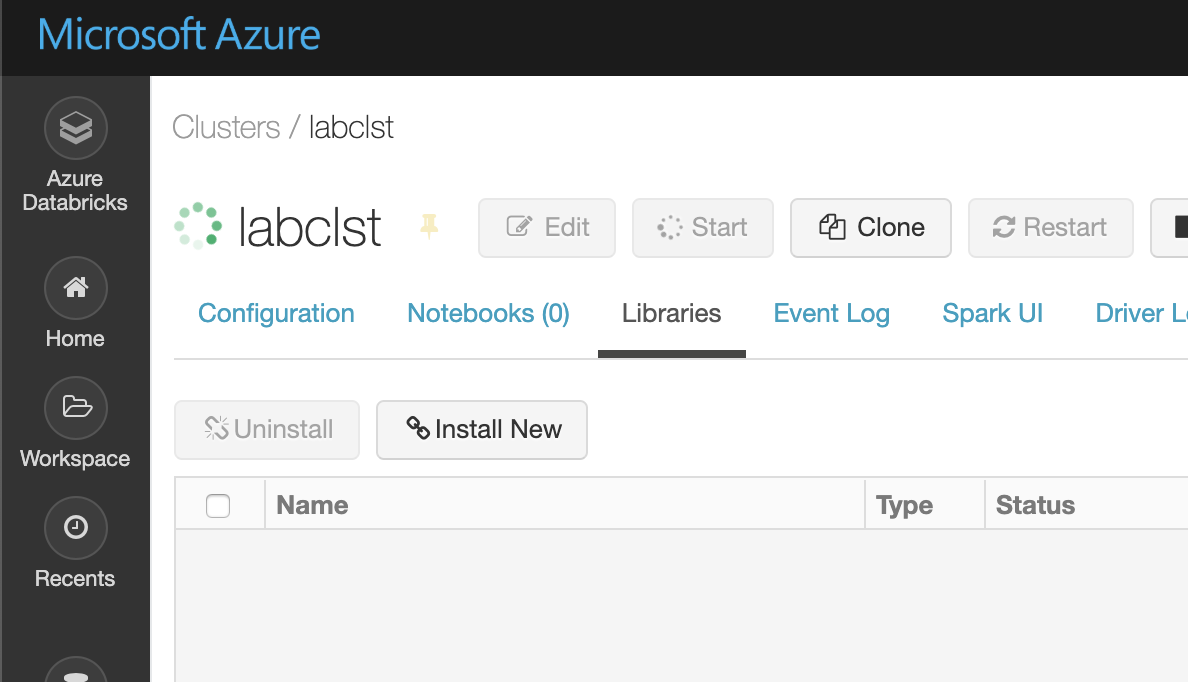 Microsoft Azure
Azure
Databricks
Home
Workspace
Recents
Clusters / labclst
labclst Edit Start Clone Restart
Configuration Notebooks (0) Libraries Event Log Spark UI Driver
Uninstall Install New
Name Type Status